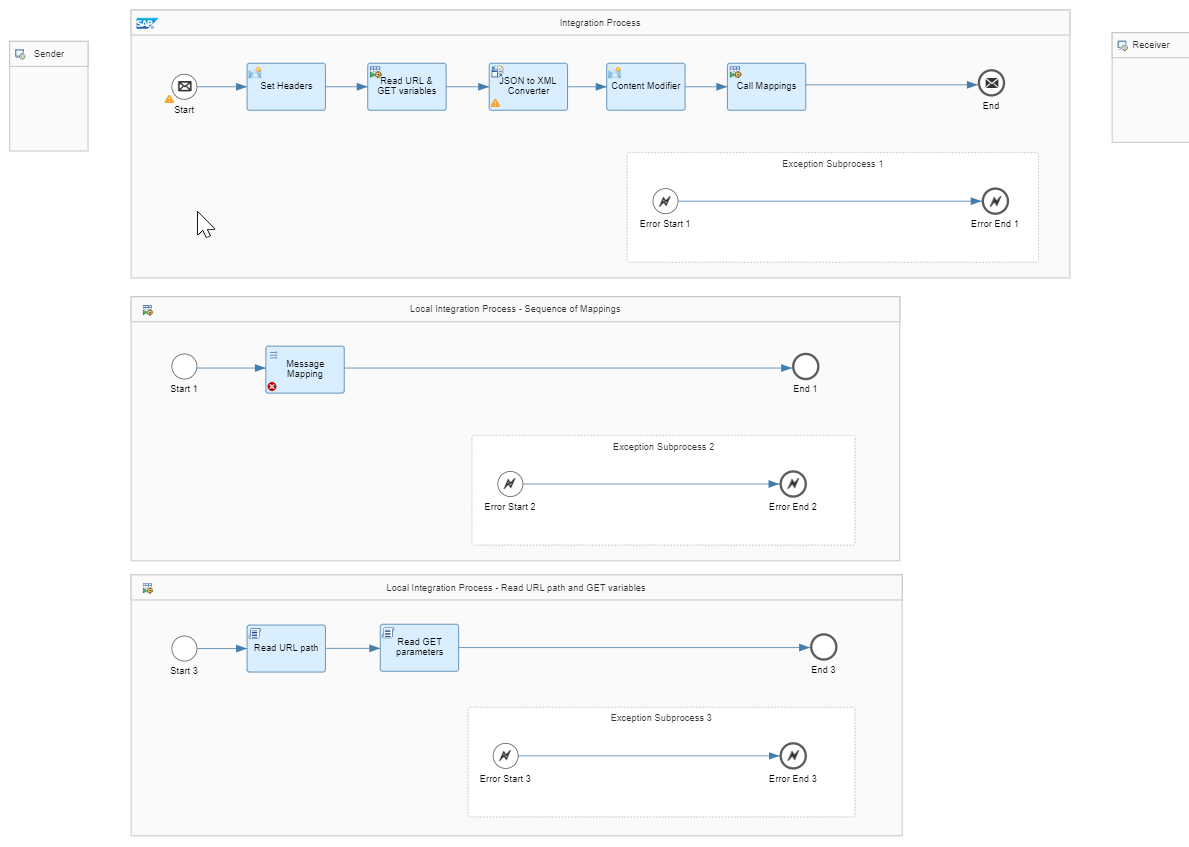 SAP
Integration Process
Sender
Receiver
Start
Set Headers
Read URL &
GET variables
JSON to XML
Converter
Content Modifier
Call Mappings
End
Exception Subprocess 1
Error Start 1
Error End 1
Local Integration Process - Sequence of Mappings
Start 1
Message
Mapping
End 1
Exception Subprocess 2
Error Start 2
Error End 2
Local Integration Process - Read URL path and GET variables
Start 3
Read URL path
Read GET
parameters
End 3
Exception Subprocess 3
Error Start 3
Error End 3